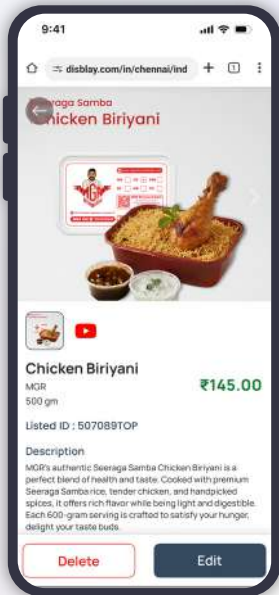 9:41
disblay.com/in/chennai/ind
1
Seeraga Samba
Chicken Biriyani
MGR
Chicken Biriyani
₹145.00
MGR
500 gm
Listed ID : 507089TOP
Description
MGR's authentic Seeraga Samba Chicken Biryani is a
perfect blend of health and taste. Cooked with premium
Seeraga Samba rice, tender chicken, and handpicked
spices, it offers rich flavor while being light and digestible.
Each 600-gram serving is crafted to satisfy your hunger,
delight your taste buds.
Delete
Edit